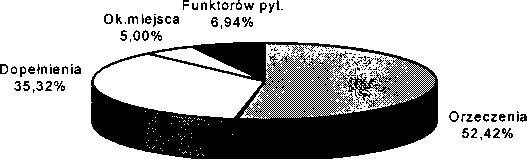 Funktorów pyt.
6,94%
Ok.miejsca
5,00%
Dopełnienia
35,32%
Orzeczenia
52,42%